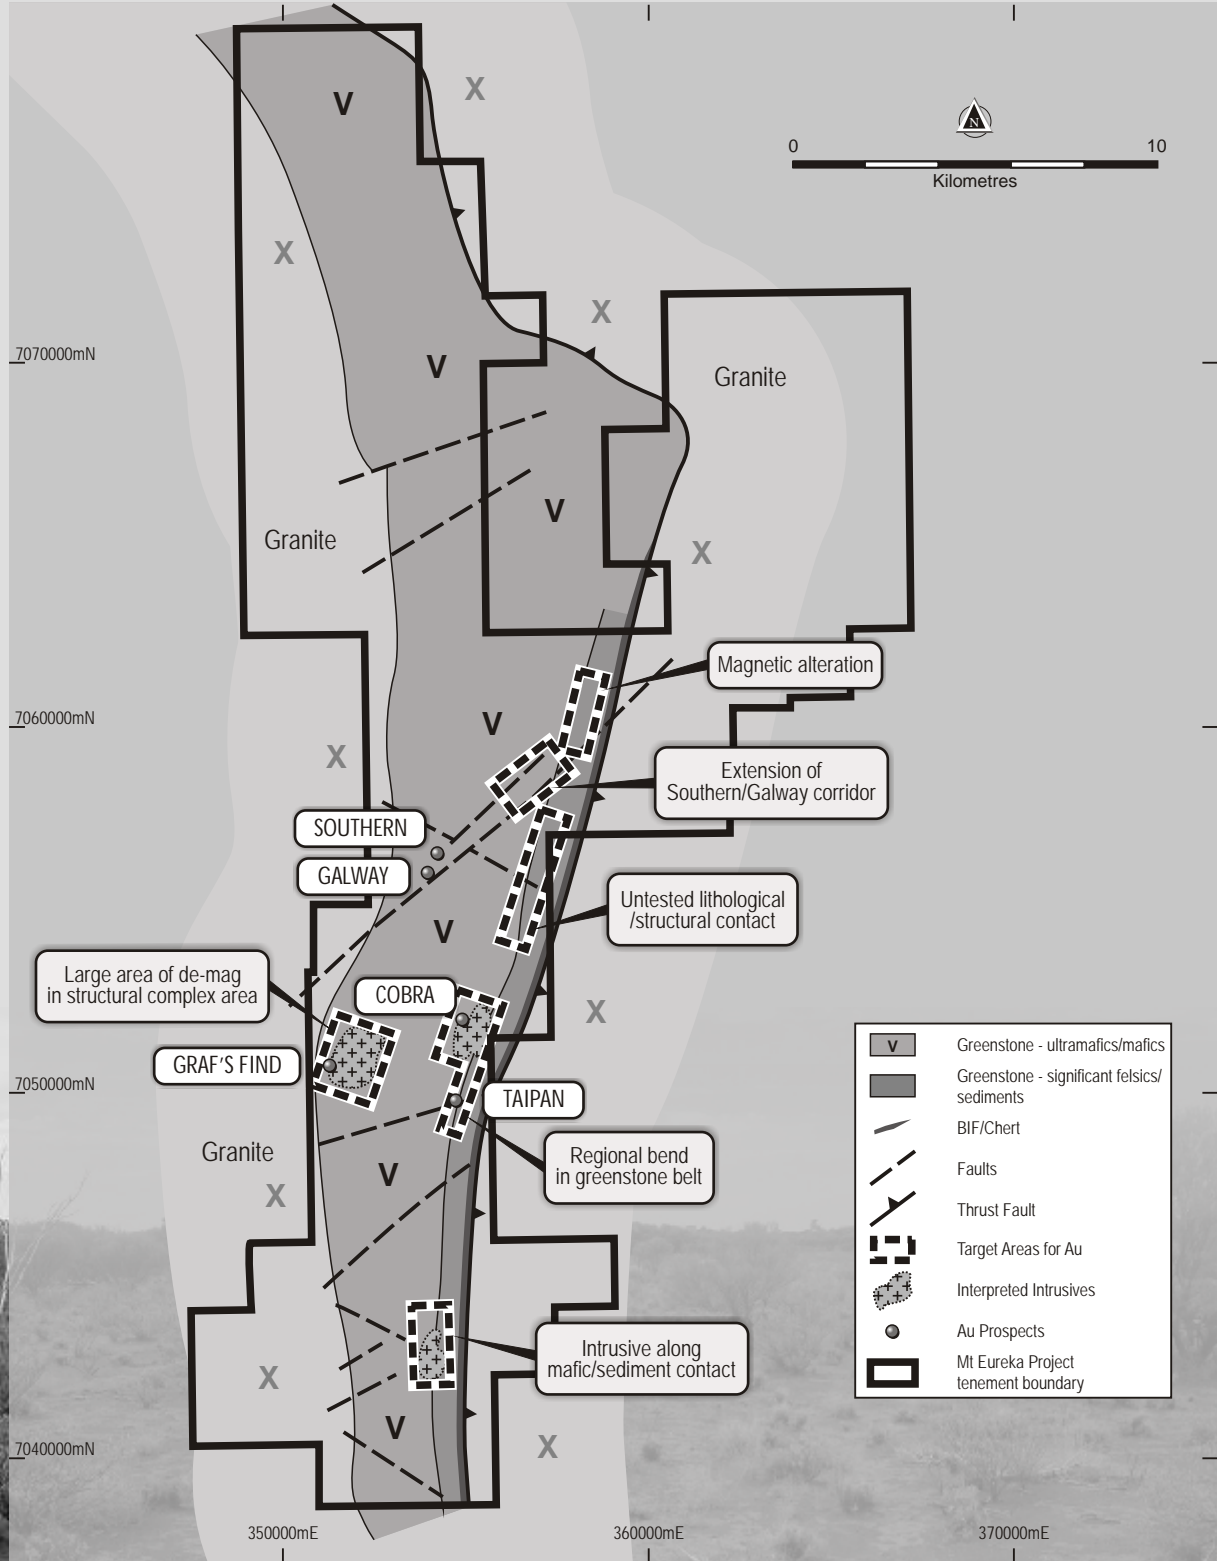 V
X
N
0
10
Kilometres
X
X
7070000mN
V
Granite
V
Granite
X
Magnetic alteration
7060000mN
V
X
Extension of
Southern/Galway corridor
SOUTHERN
GALWAY
Untested lithological
/structural contact
V
Large area of de-mag
in structural complex area
COBRA
X
GRAF'S FIND
7050000mN
TAIPAN
Granite
Regional bend
in greenstone belt
V
X
Intrusive along
mafic/sediment contact
X
V
X
7040000mN
350000mE
360000mE
370000mE
V
Greenstone - ultramafics/mafics
Greenstone - significant felsics/
sediments
BIF/Chert
Faults
Thrust Fault
Target Areas for Au
Interpreted Intrusives
Au Prospects
Mt Eureka Project
tenement boundary